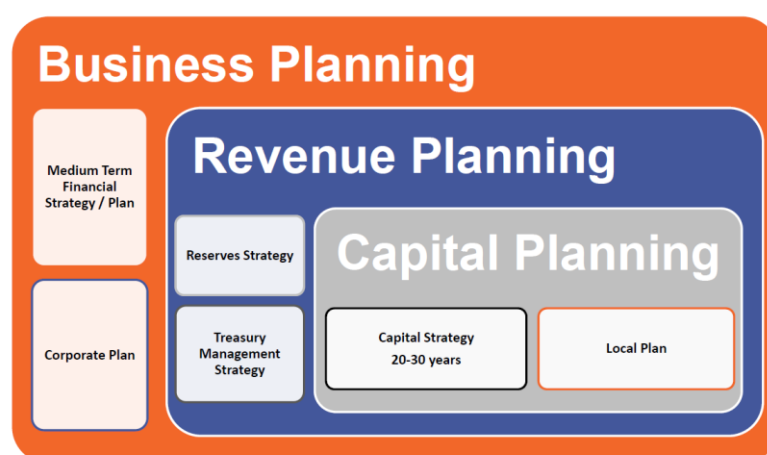 Business Planning
Medium Term
Financial
Strategy / Plan
Corporate Plan
Revenue Planning
Reserves Strategy
Treasury
Management
Strategy
Capital Planning
Capital Strategy
20-30 years
Local Plan